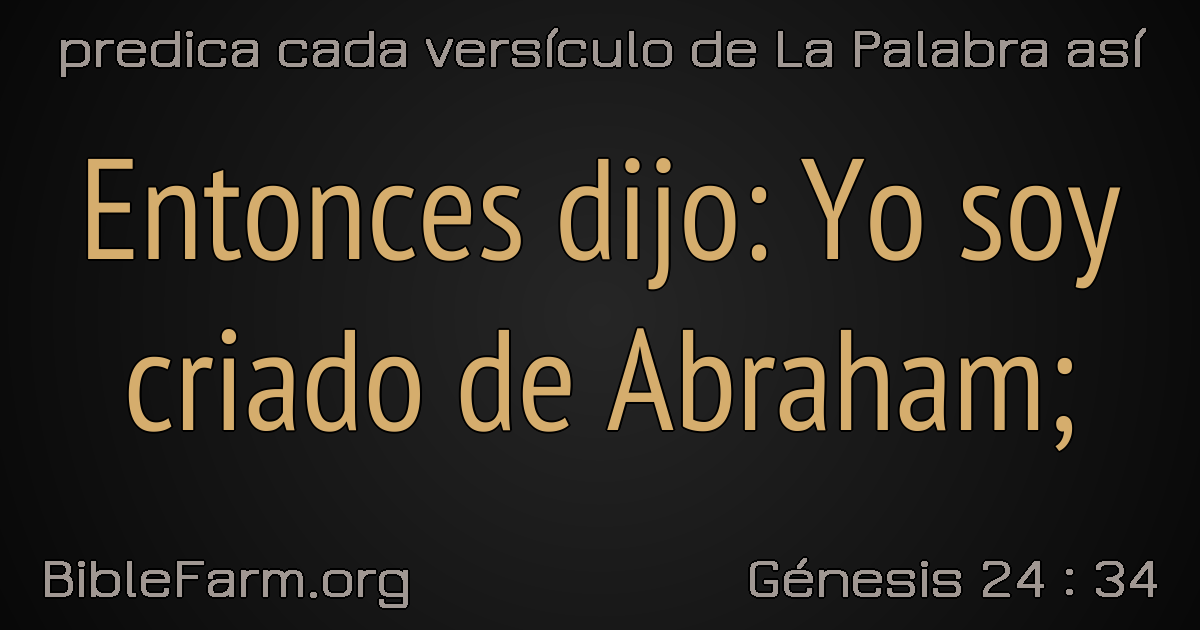 predica cada versículo de La Palabra así
Entonces dijo: Yo soy
criado de Abraham;
BibleFarm.org
Génesis 24 : 34